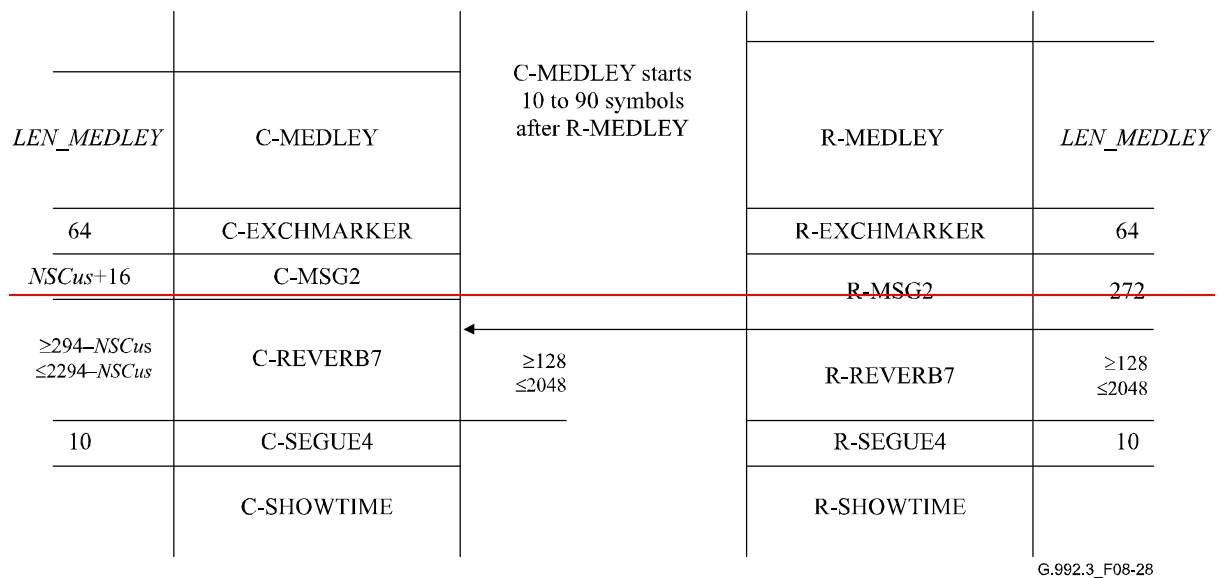 C-MEDLEY starts
10 to 90 symbols
after R-MEDLEY
LEN_MEDLEY C-MEDLEY R-MEDLEY LEN_MEDLEY
64 C-EXCHMARKER R-EXCHMARKER 64
NSCus+16 C-MSG2 R-MSG2 272
≥294–NSCus C-REVERB7 ≥128 R-REVERB7 ≥128
≤2294–NSCus ≤2048 ≤2048
10 C-SEGUE4 R-SEGUE4 10
C-SHOWTIME R-SHOWTIME
G.992.3_F08-28